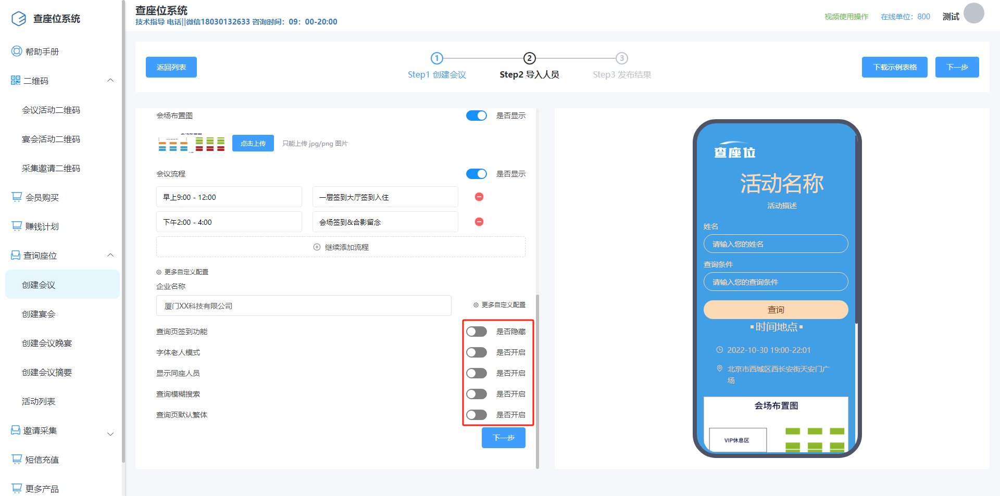 查座位系统
帮助手册
二维码
会议活动二维码
宴会活动二维码
采集邀请二维码
会员购买
赚钱计划
查询座位
创建会议
创建宴会
创建会议晚宴
创建会议摘要
活动列表
邀请采集
短信充值
更多产品
查座位系统
技术指导 电话||微信18030132633 咨询时间：09：00-20:00
视频使用操作
在线单位：800
测试
返回列表
1
2
3
Step1 创建会议
Step2 导入人员
Step3 发布结果
下载示例表格
下一步
会场布置图
是否显示
点击上传
只能上传 jpg/png 图片
会议流程
是否显示
早上9:00 - 12:00
一层签到大厅签到入住
下午2:00 - 4:00
会场签到&合影留念
继续添加流程
更多自定义配置
企业名称
厦门XX科技有限公司
更多自定义配置
查询页签到功能
是否隐藏
字体老人模式
是否开启
显示同座人员
是否开启
查询模糊搜索
是否开启
查询页默认繁体
是否开启
下一步
查座位
活动名称
活动描述
姓名
请输入您的姓名
查询条件
请输入您的查询条件
查询
时间地点
2022-10-30 19:00-22:01
北京市西城区西长安街天安门广
场
会场布置图
VIP休息区